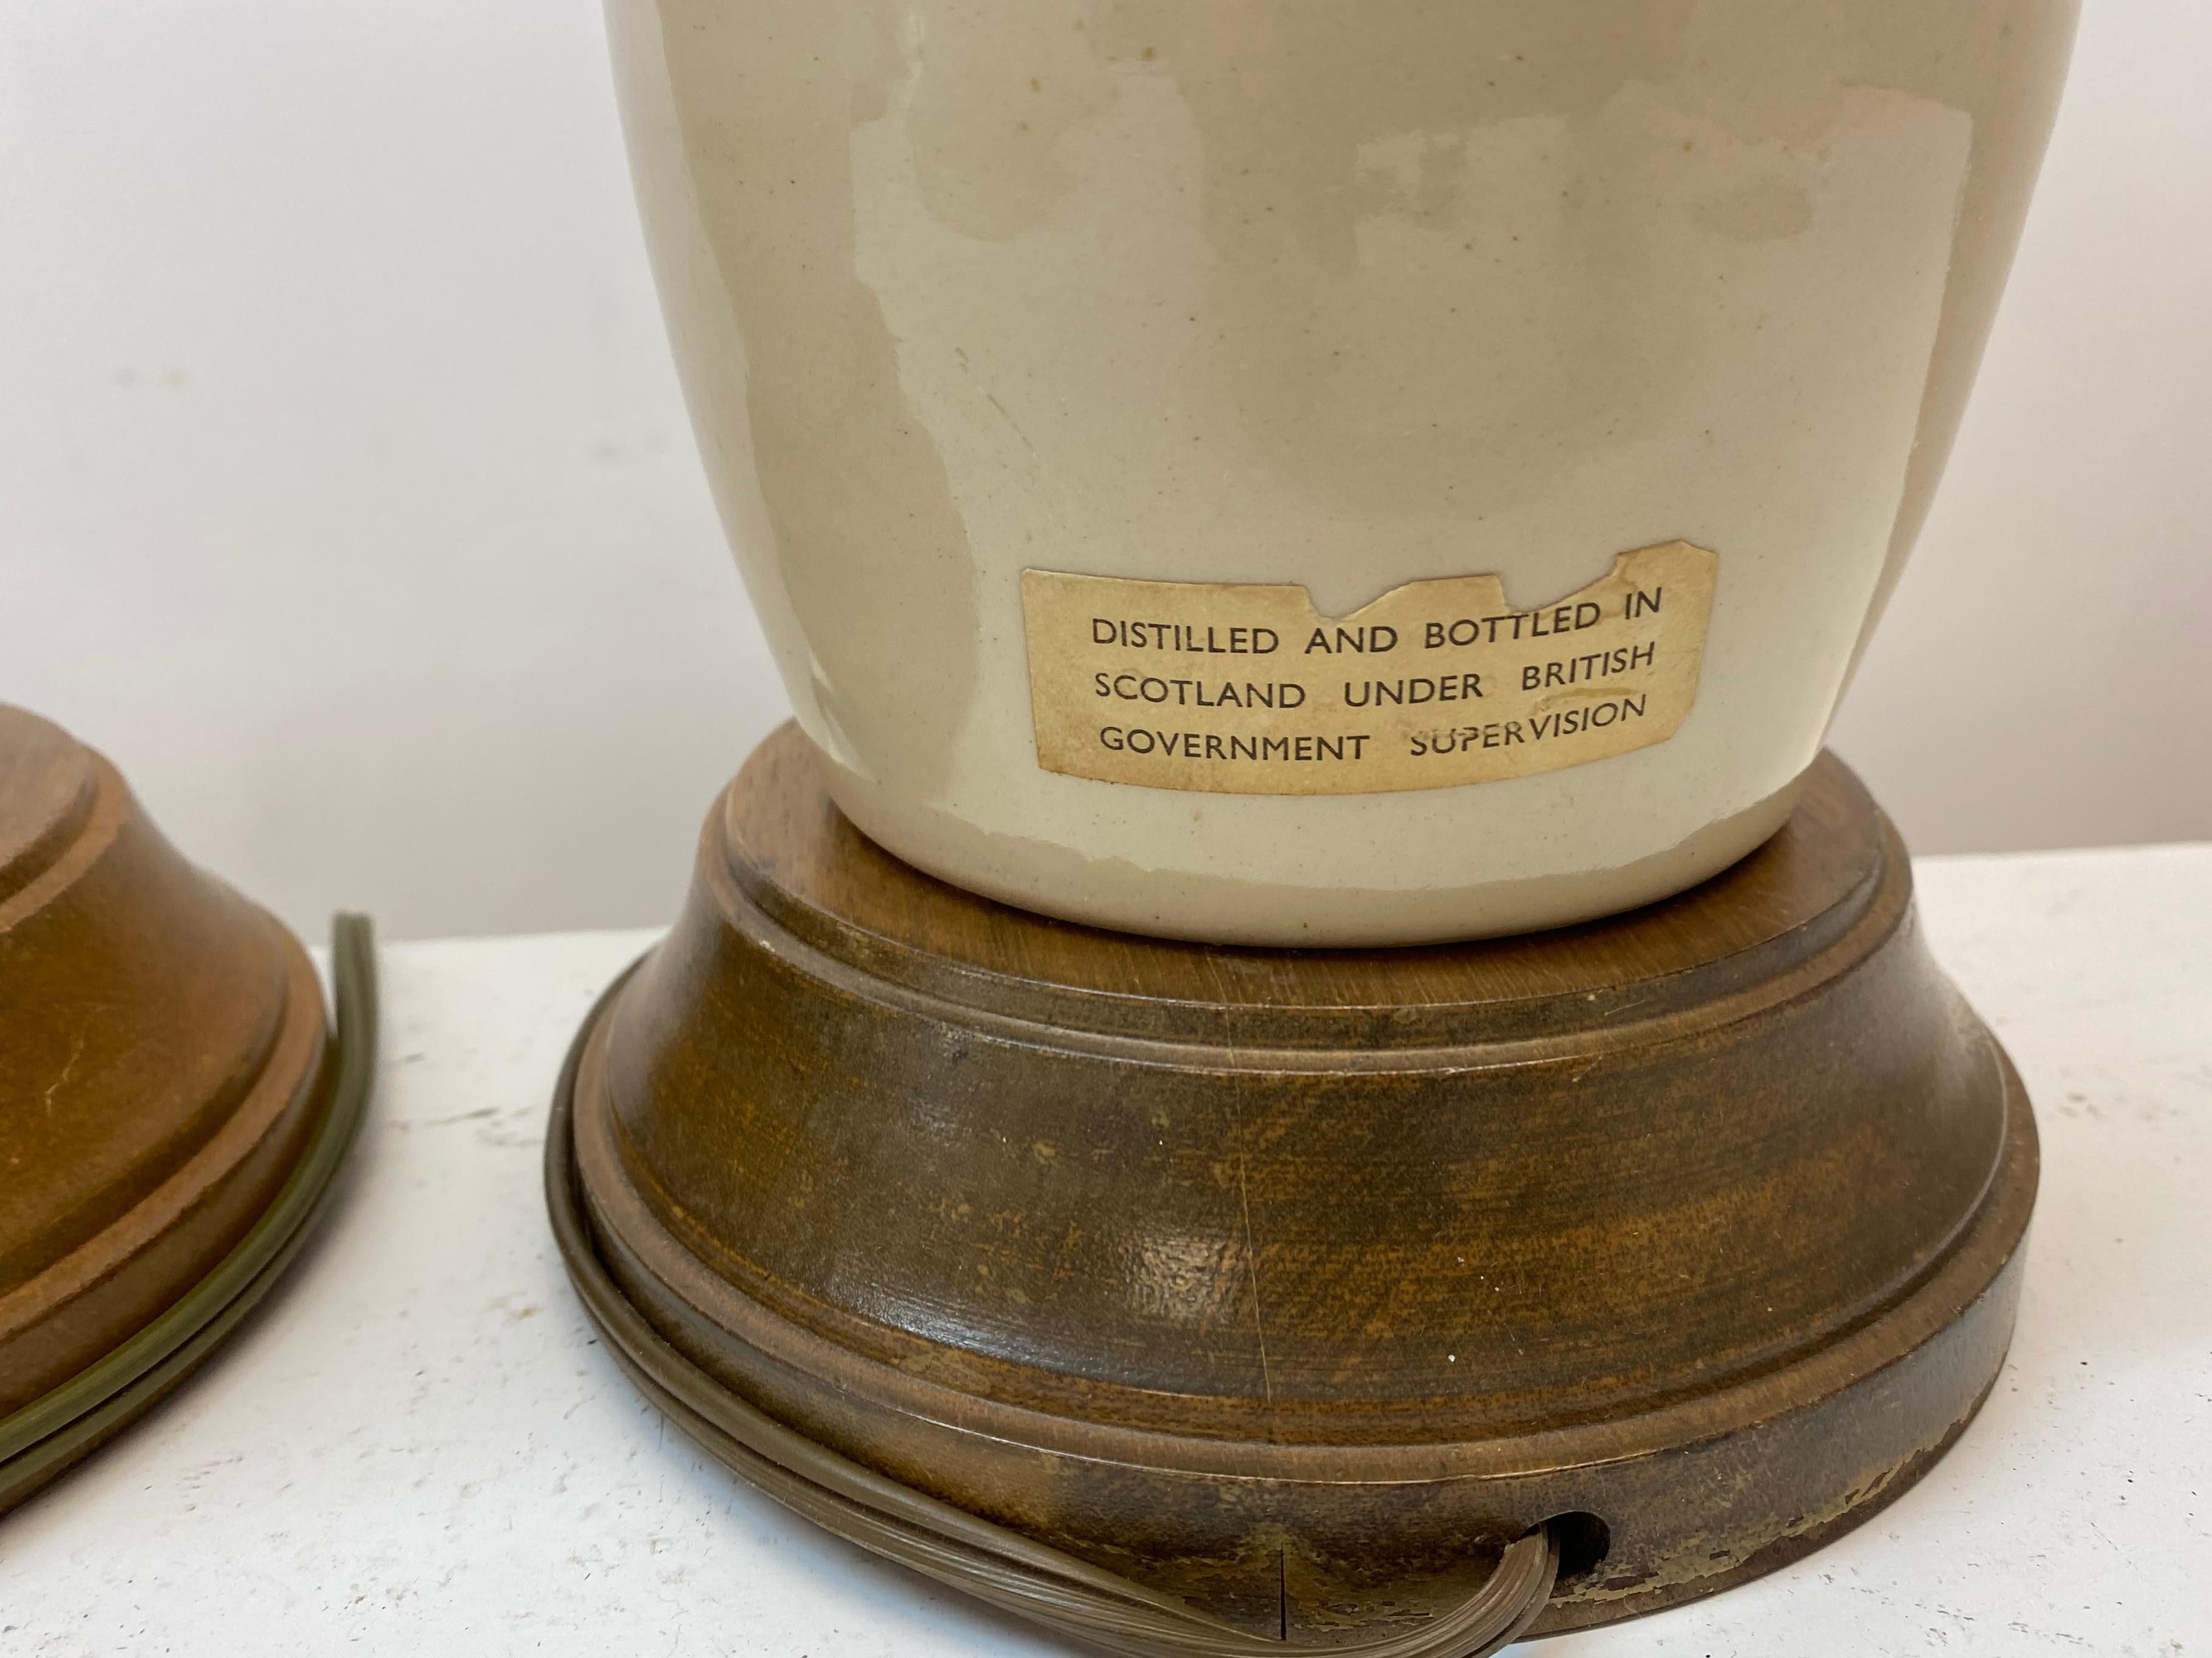 DISTILLED AND BOTTLED IN
SCOTLAND UNDER BRITISH
GOVERNMENT SUPERVISION